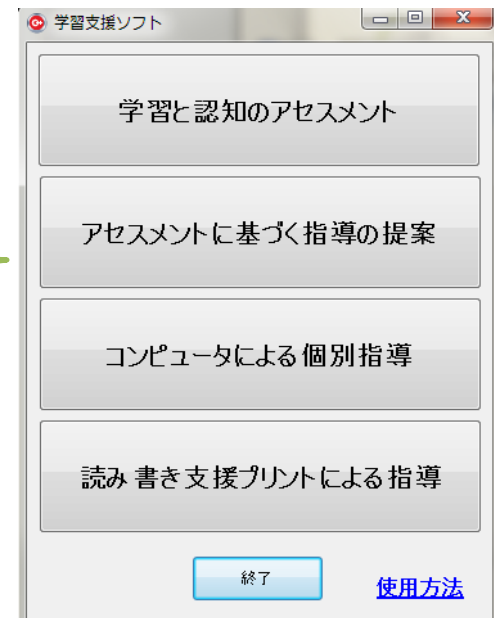 学習支援ソフト
学習と認知のアセスメント
アセスメントに基づく指導の提案
コンピュータによる個別指導
読み書き支援プリントによる指導
終了
使用方法